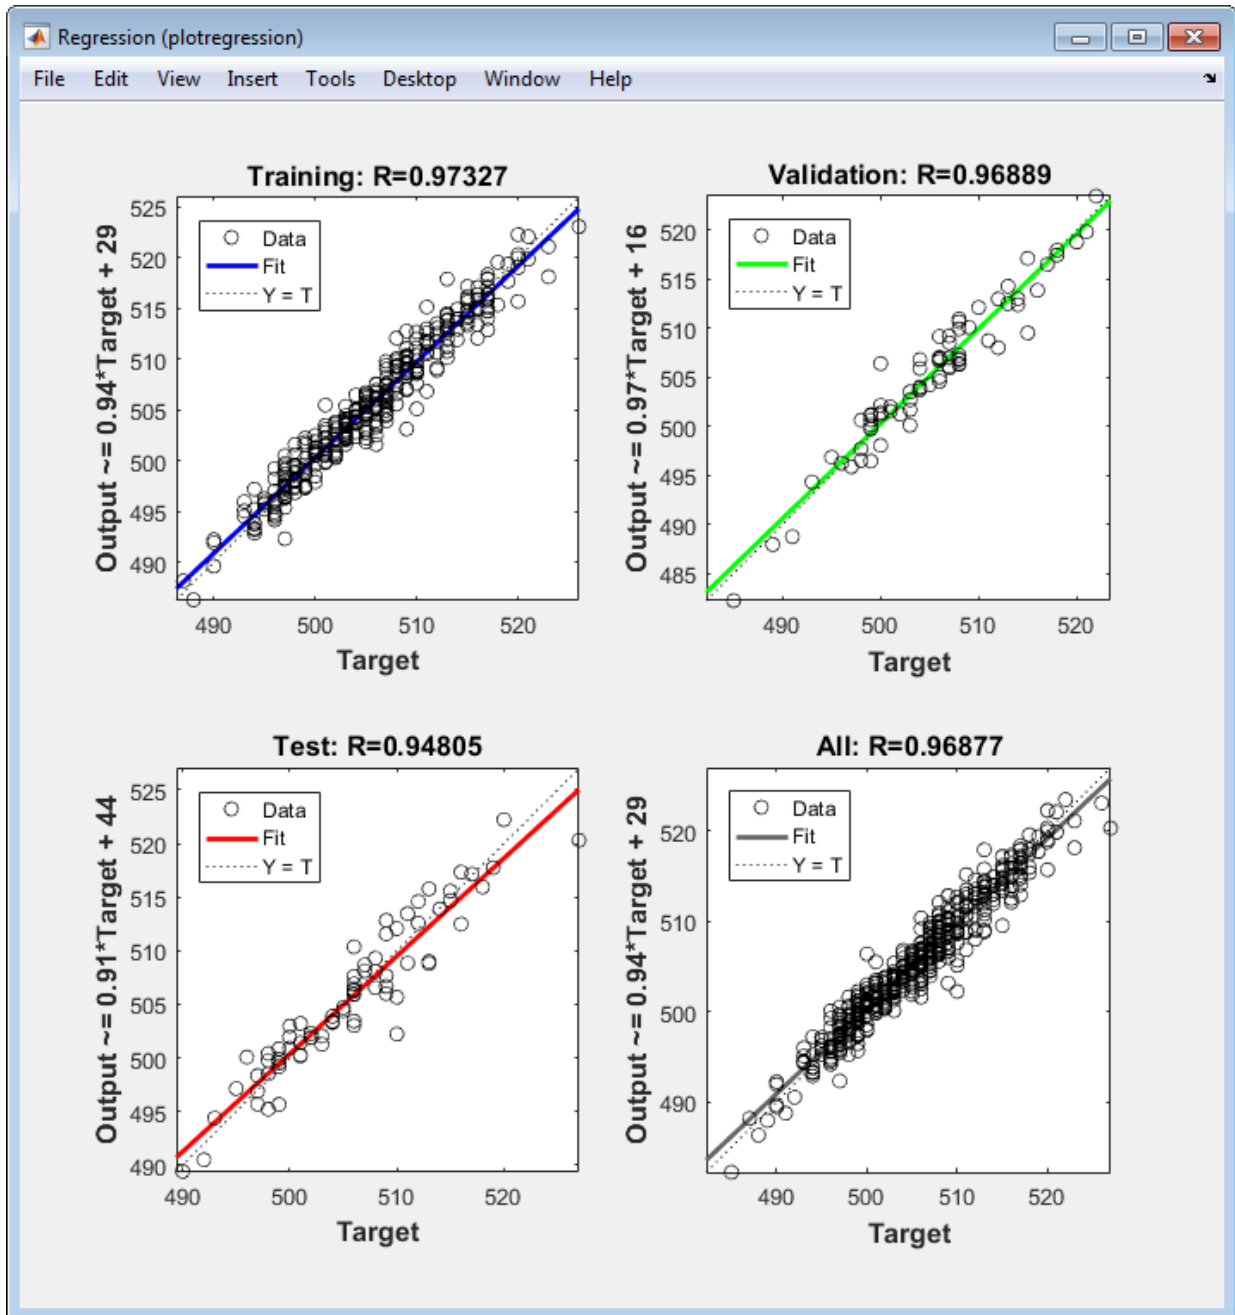 Regression (plotregression)
File Edit View Insert Tools Desktop Window Help
Training: R=0.97327
Output ~= 0.94*Target + 29
525
520
515
510
505
500
495
490
Data
Fit
Y = T
490 500 510 520
Target
Validation: R=0.96889
Output ~= 0.97*Target + 16
520
515
510
505
500
495
490
485
Data
Fit
Y = T
490 500 510 520
Target
Test: R=0.94805
Output ~= 0.91*Target + 44
525
520
515
510
505
500
495
490
Data
Fit
Y = T
490 500 510 520
Target
All: R=0.96877
Output ~= 0.94*Target + 29
520
510
500
490
Data
Fit
Y = T
490 500 510 520
Target